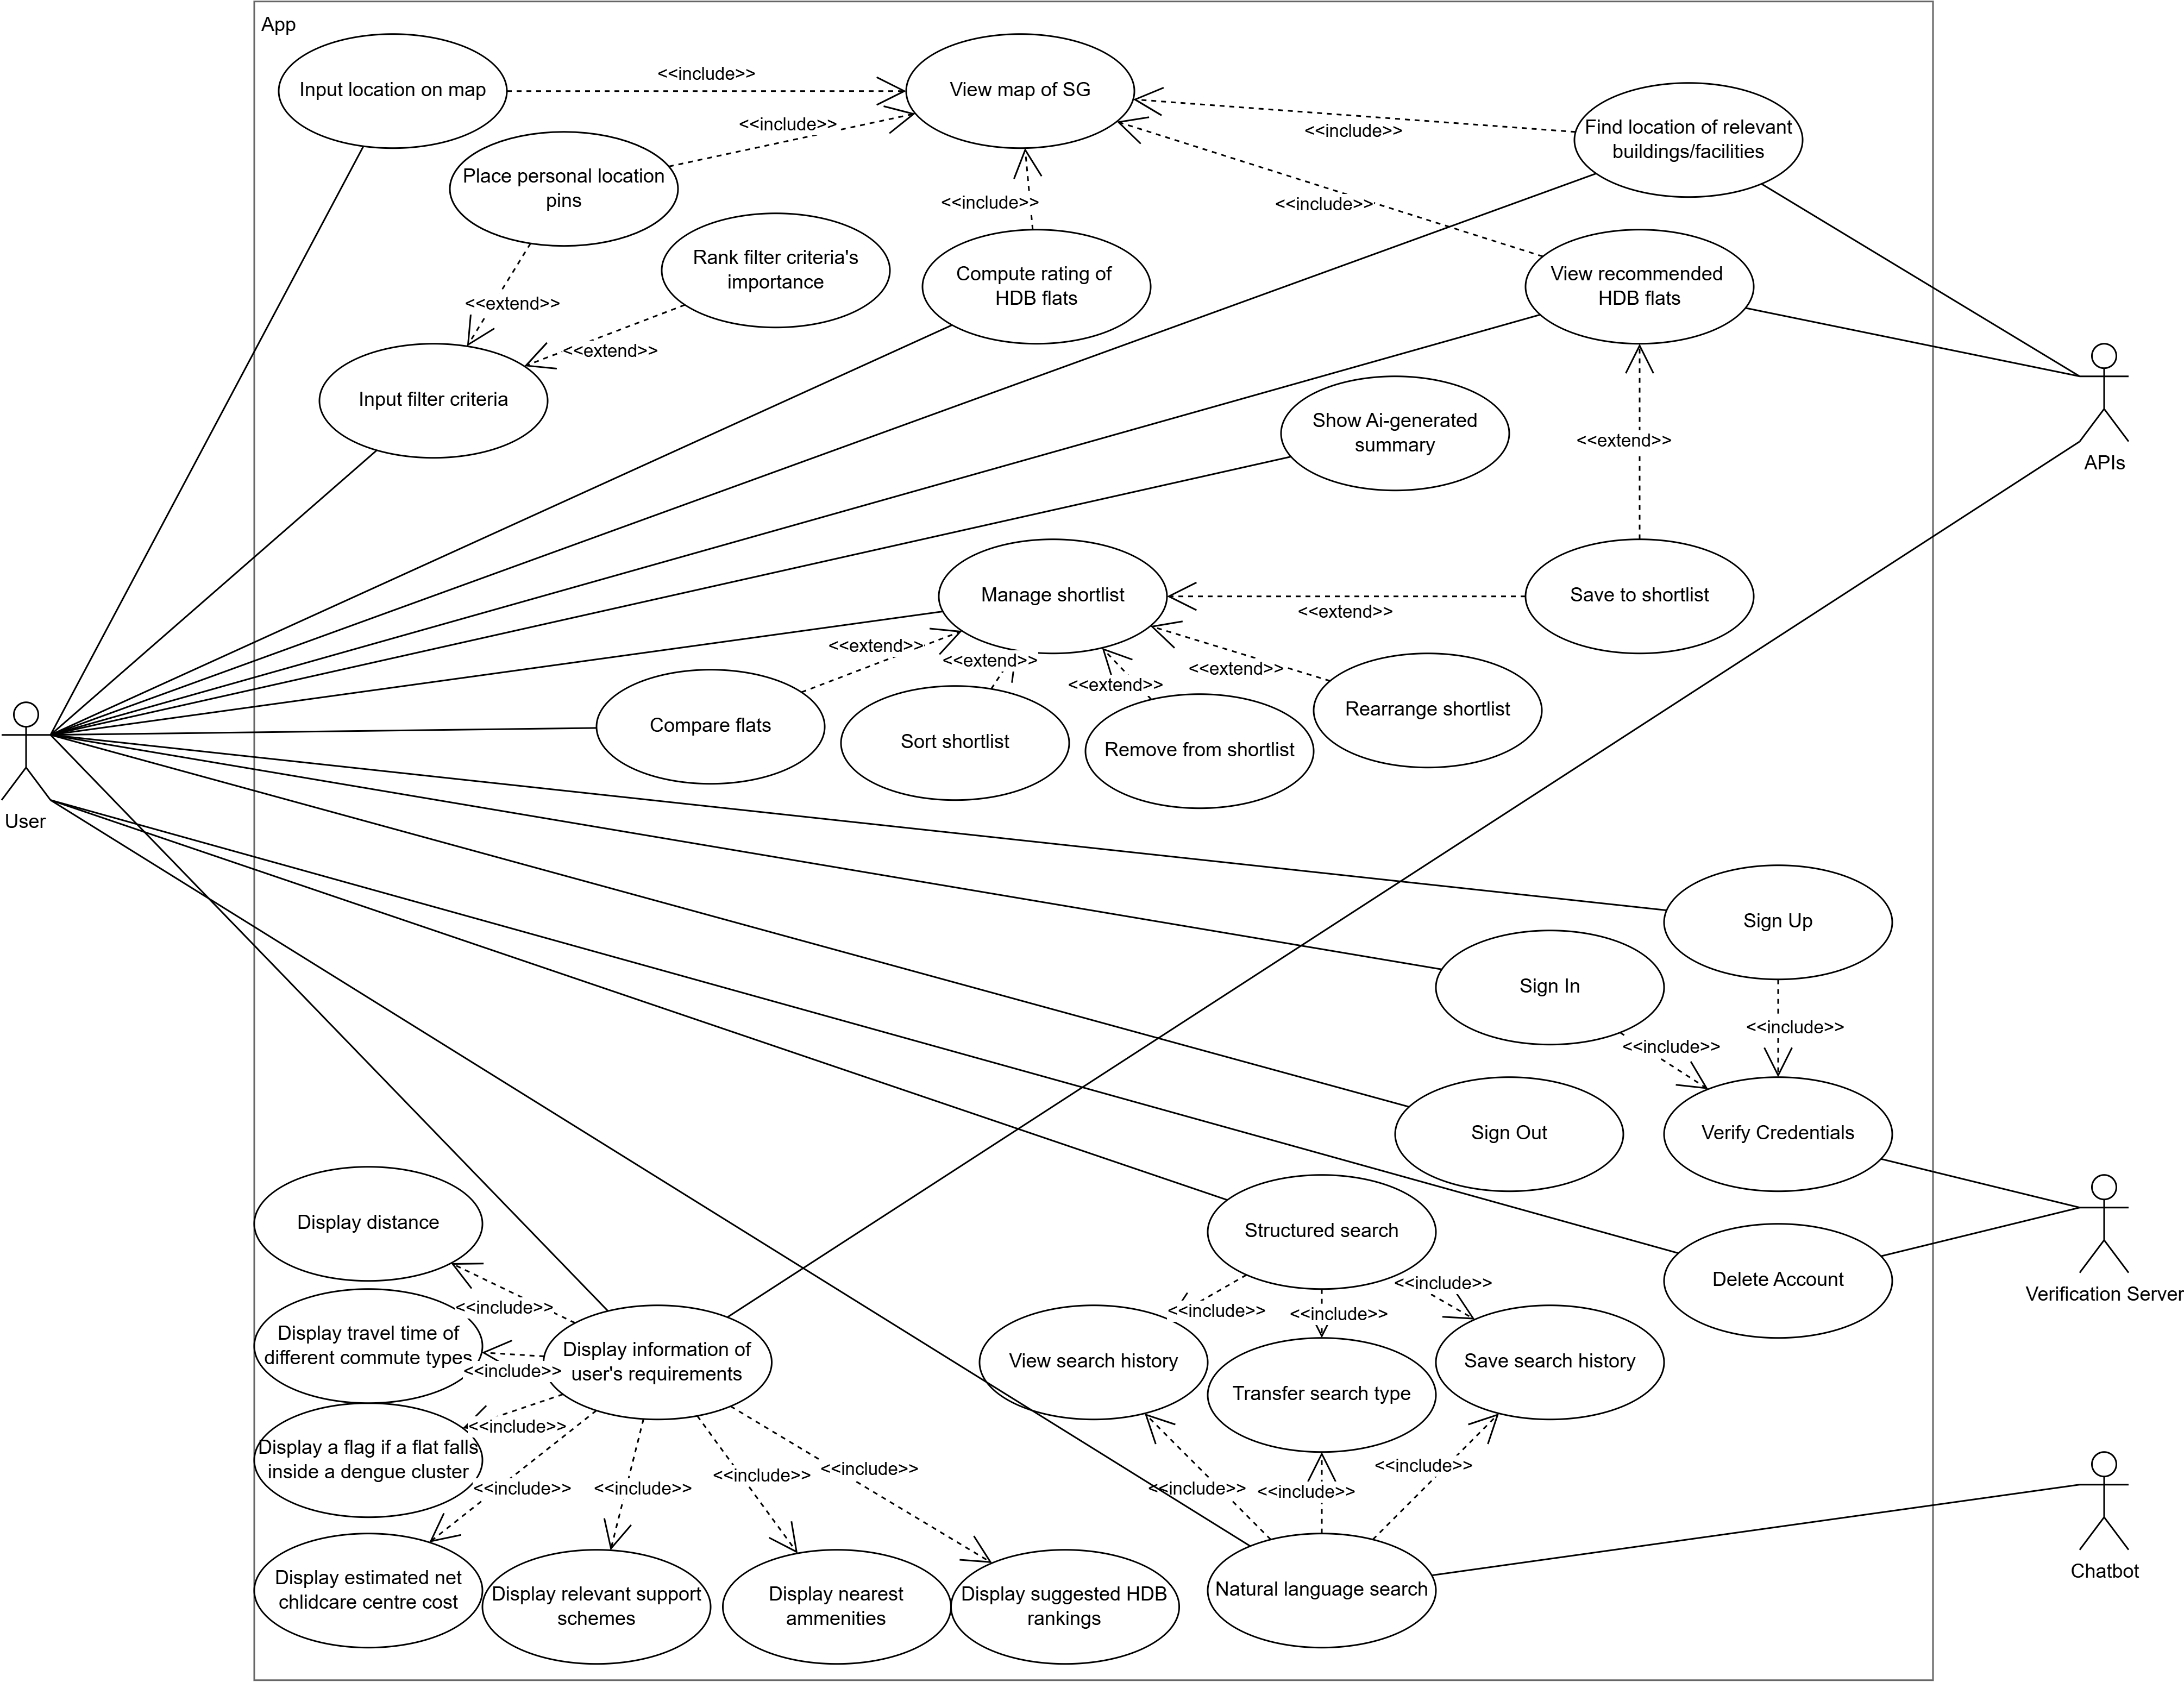 App
Input location on map
<<include>>
View map of SG
<<include>>
<<include>>
Find location of relevant
buildings/facilities
Place personal location
pins
<<include>>
<<include>>
Rank filter criteria's
importance
Compute rating of
HDB flats
View recommended
HDB flats
<<extend>>
<<extend>>
Input filter criteria
Show Ai-generated
summary
<<extend>>
APIs
Manage shortlist
<<extend>>
Save to shortlist
<<extend>>
<<extend>>
<<extend>>
<<extend>>
Compare flats
Sort shortlist
Remove from shortlist
Rearrange shortlist
User
Sign Up
Sign In
<<include>>
<<include>>
Sign Out
Verify Credentials
Display distance
Structured search
Delete Account
Verification Server
<<include>>
<<include>>
<<include>>
<<include>>
Display travel time of
different commute types
<<include>>
Display information of
user's requirements
View search history
Transfer search type
Save search history
<<include>>
Display a flag if a flat falls
inside a dengue cluster
<<include>>
<<include>>
<<include>>
<<include>>
<<include>>
<<include>>
<<include>>
Display estimated net
chlidcare centre cost
Display relevant support
schemes
Display nearest
ammenities
Display suggested HDB
rankings
Natural language search
Chatbot